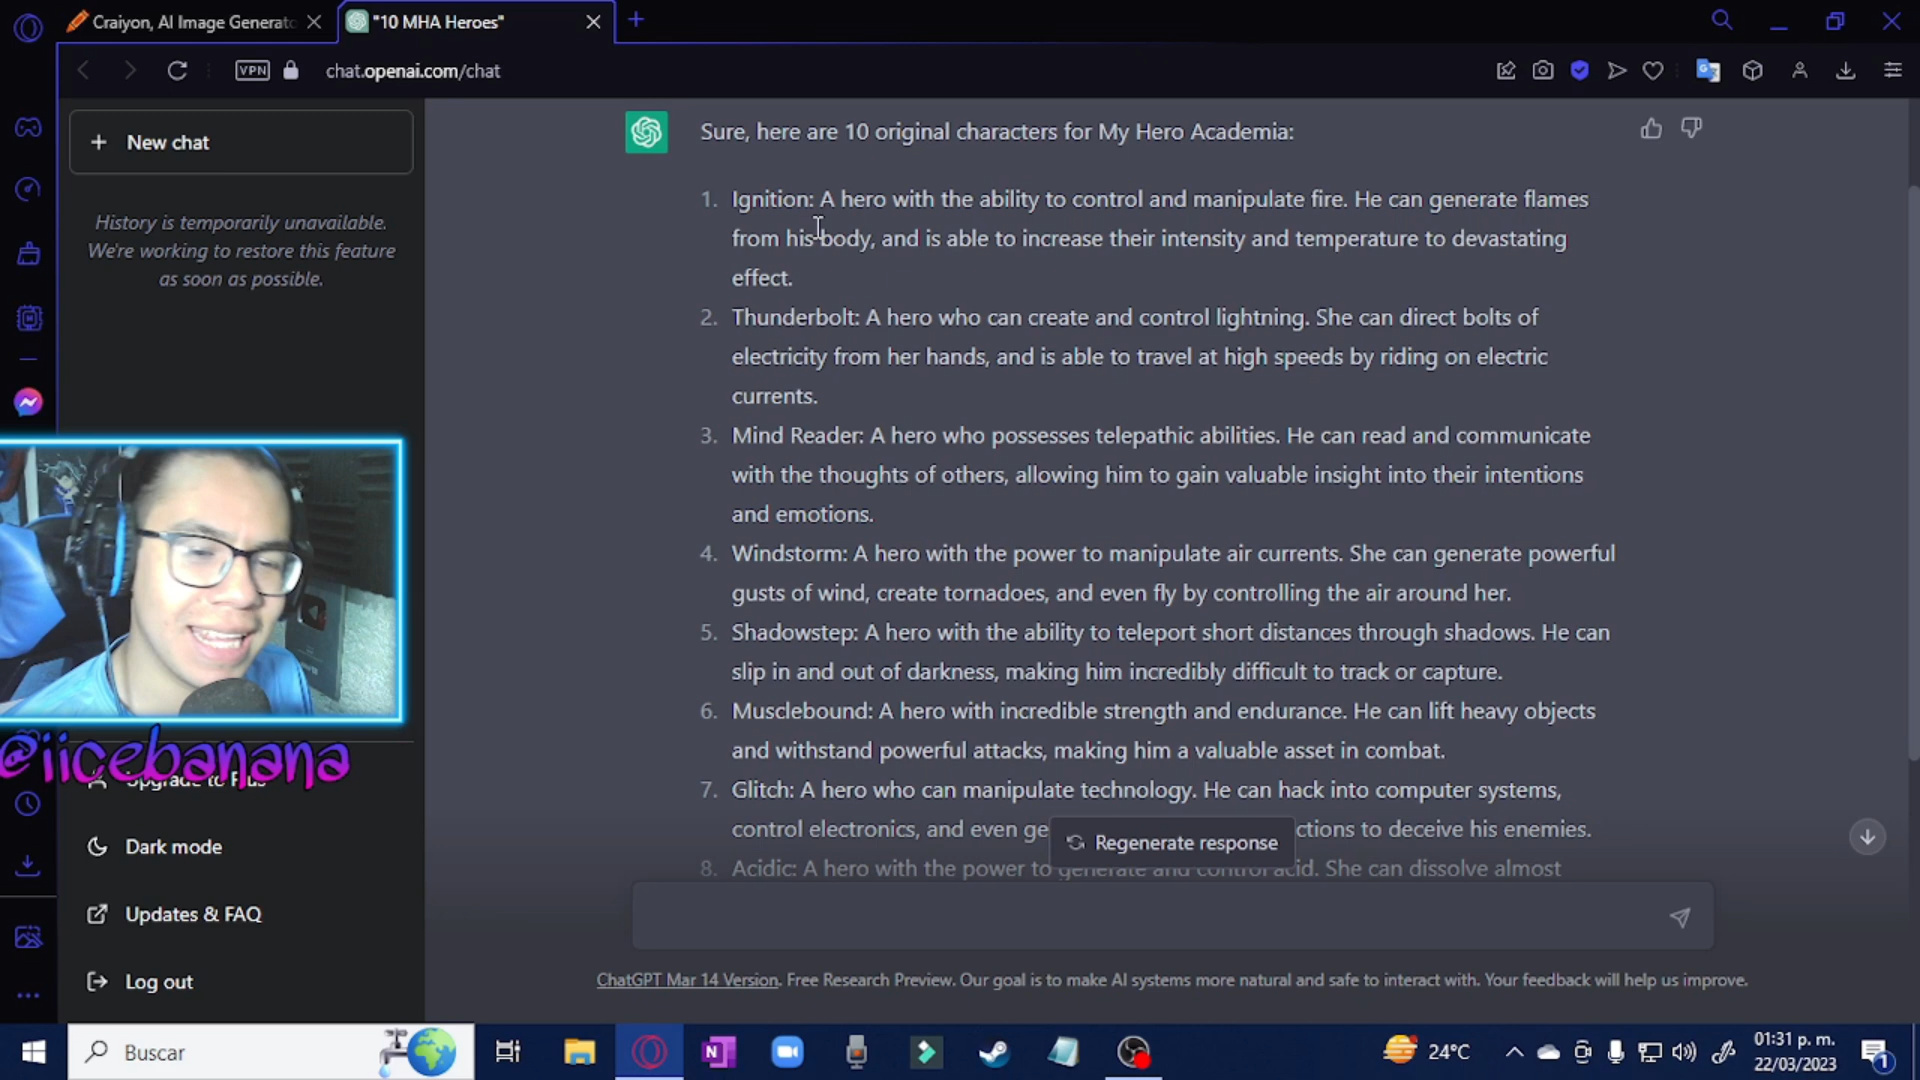 Craiyon, AI Image Generato
"10 MHA Heroes"
VPN
chat.openai.com/chat
New chat
History is temporarily unavailable.
We're working to restore this feature
as soon as possible.
Sure, here are 10 original characters for My Hero Academia:
1. Ignition: A hero with the ability to control and manipulate fire. He can generate flames
from his body, and is able to increase their intensity and temperature to devastating
effect.
2. Thunderbolt: A hero who can create and control lightning. She can direct bolts of
electricity from her hands, and is able to travel at high speeds by riding on electric
currents.
3. Mind Reader: A hero who possesses telepathic abilities. He can read and communicate
with the thoughts of others, allowing him to gain valuable insight into their intentions
and emotions.
4. Windstorm: A hero with the power to manipulate air currents. She can generate powerful
gusts of wind, create tornadoes, and even fly by controlling the air around her.
5. Shadowstep: A hero with the ability to teleport short distances through shadows. He can
slip in and out of darkness, making him incredibly difficult to track or capture.
6. Musclebound: A hero with incredible strength and endurance. He can lift heavy objects
and withstand powerful attacks, making him a valuable asset in combat.
7. Glitch: A hero who can manipulate technology. He can hack into computer systems,
control electronics, and even ge ctions to deceive his enemies.
Regenerate response
8. Acidic: A hero with the power to generate and control acid. She can dissolve almost
@iicebanana
Upgrade to Plus
Dark mode
Updates & FAQ
Log out
ChatGPT Mar 14 Version. Free Research Preview. Our goal is to make AI systems more natural and safe to interact with. Your feedback will help us improve.
Buscar
24°C
01:31 p. m.
22/03/2023
1